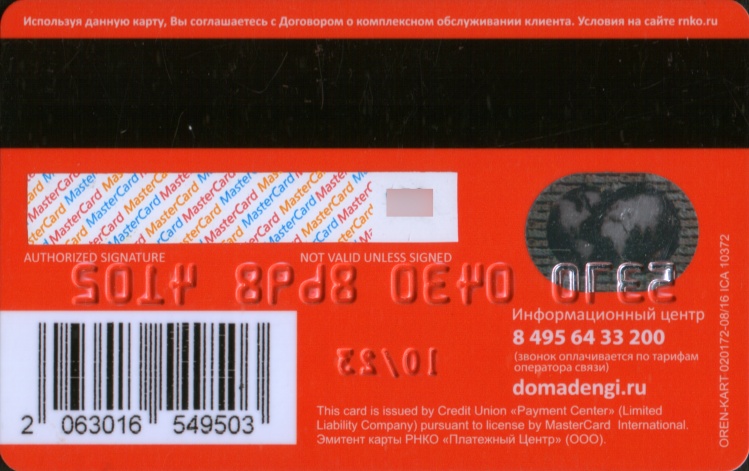 Используя данную карту, Вы соглашаетесь с Договором о комплексном обслуживании клиента. Условия на сайте rnko.ru
AUTHORIZED SIGNATURE
NOT VALID UNLESS SIGNED
Информационный центр
8 495 64 33 200
(звонок оплачивается по тарифам
оператора связи)
domadengi.ru
2 063016 549503
This card is issued by Credit Union «Payment Center» (Limited
Liability Company) pursuant to license by MasterCard International.
Эмитент карты РНКО «Платежный Центр» (ООО).
OREN-KART 020172-08/16 ICA 10372